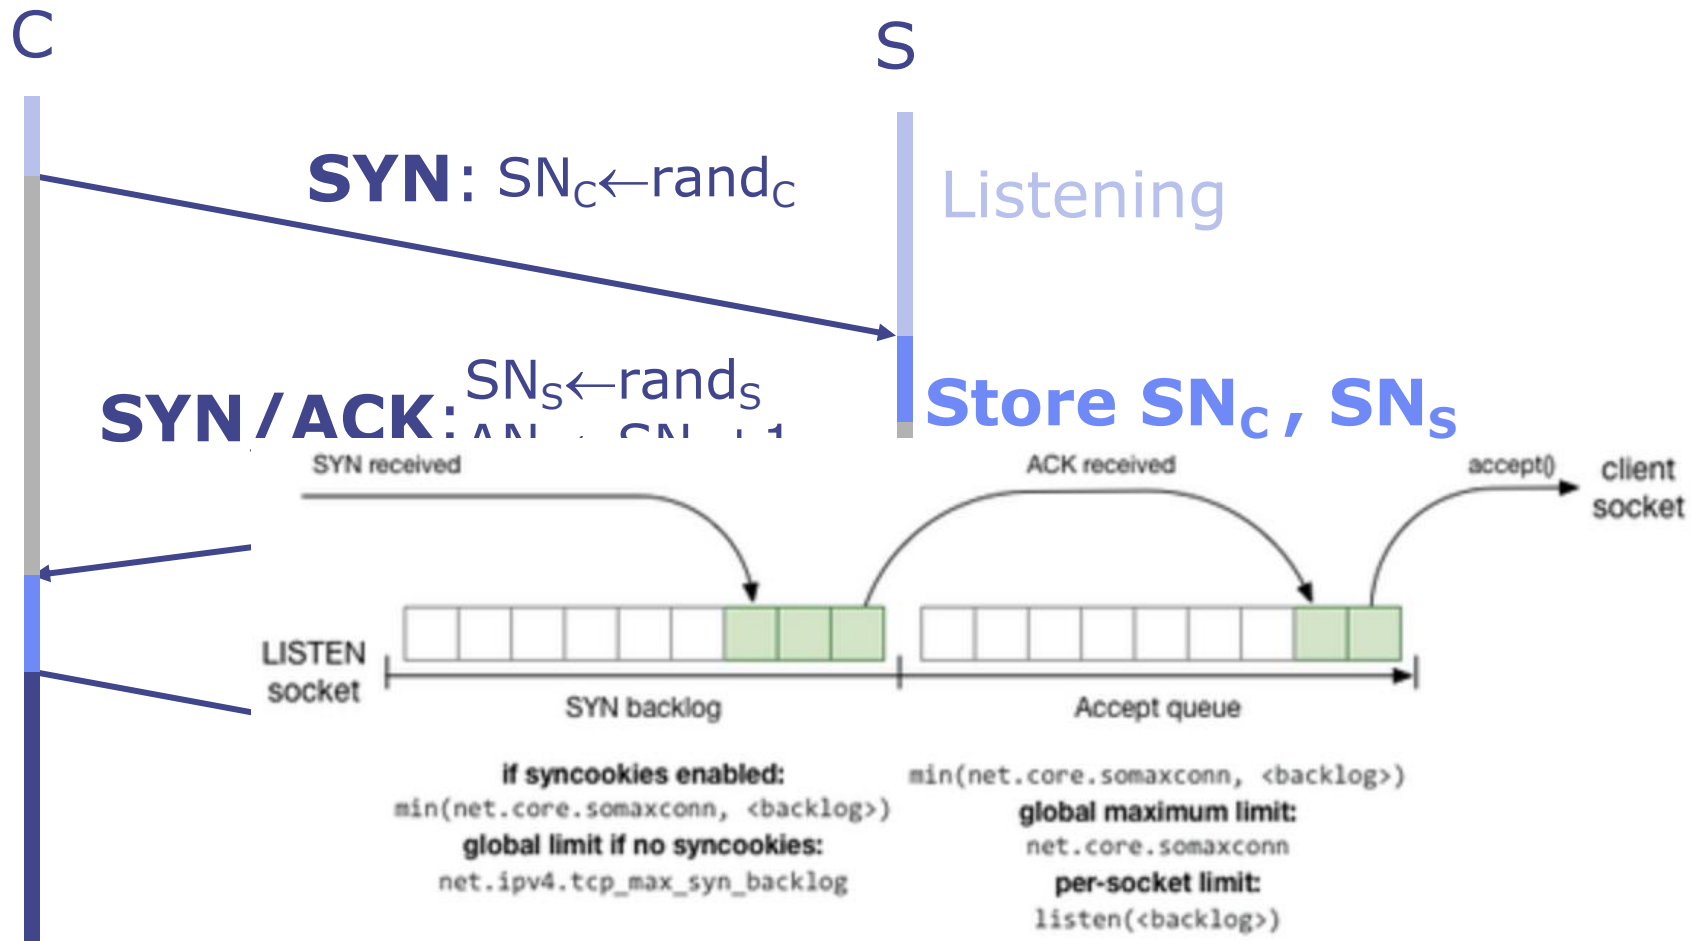 C
S
SYN: SNC←randC
Listening
SNS←randS
SYN/ACK:
Store SNC, SNS
SYN received
ACK received
accept()
client
socket
LISTEN
socket
SYN backlog
Accept queue
if syncookies enabled:
min(net.core.somaxconn, <backlog>)
global limit if no syncookies:
net.ipv4.tcp_max_syn_backlog
min(net.core.somaxconn, <backlog>)
global maximum limit:
net.core.somaxconn
per-socket limit:
listen(<backlog>)